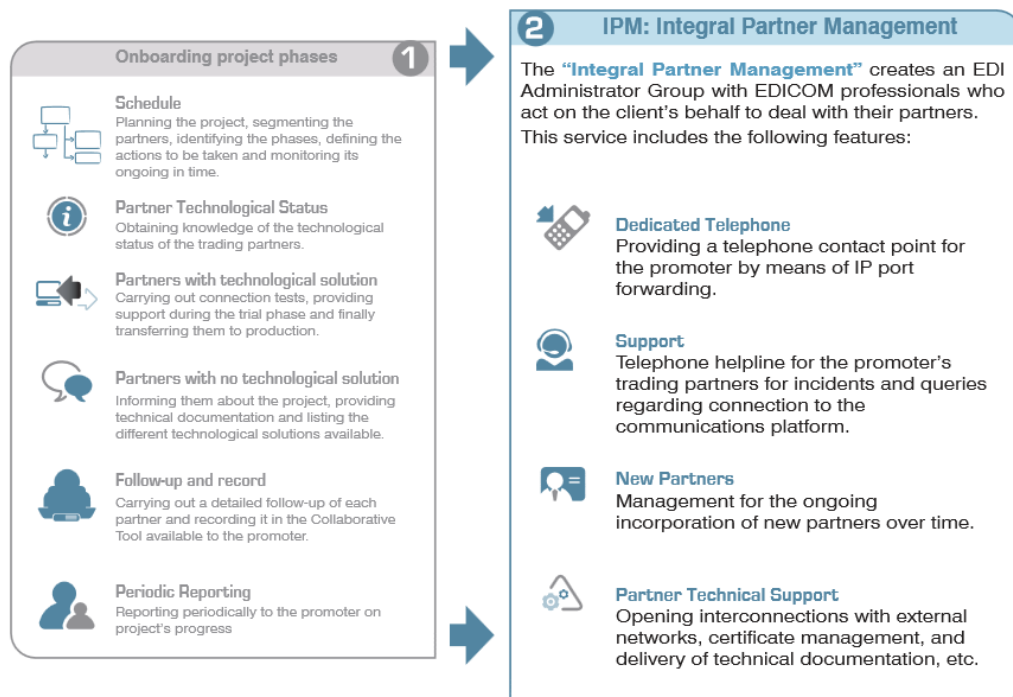 Onboarding project phases
1
Schedule
Planning the project, segmenting the
partners, identifying the phases, defining the
actions to be taken and monitoring its
ongoing in time.
Partner Technological Status
Obtaining knowledge of the technological
status of the trading partners.
Partners with technological solution
Carrying out connection tests, providing
support during the trial phase and finally
transferring them to production.
Partners with no technological solution
Informing them about the project, providing
technical documentation and listing the
different technological solutions available.
Follow-up and record
Carrying out a detailed follow-up of each
partner and recording it in the Collaborative
Tool available to the promoter.
Periodic Reporting
Reporting periodically to the promoter on
project's progress
2
IPM: Integral Partner Management
The “Integral Partner Management” creates an EDI
Administrator Group with EDICOM professionals who
act on the client's behalf to deal with their partners.
This service includes the following features:
Dedicated Telephone
Providing a telephone contact point for
the promoter by means of IP port
forwarding.
Support
Telephone helpline for the promoter's
trading partners for incidents and queries
regarding connection to the
communications platform.
New Partners
Management for the ongoing
incorporation of new partners over time.
Partner Technical Support
Opening interconnections with external
networks, certificate management, and
delivery of technical documentation, etc.